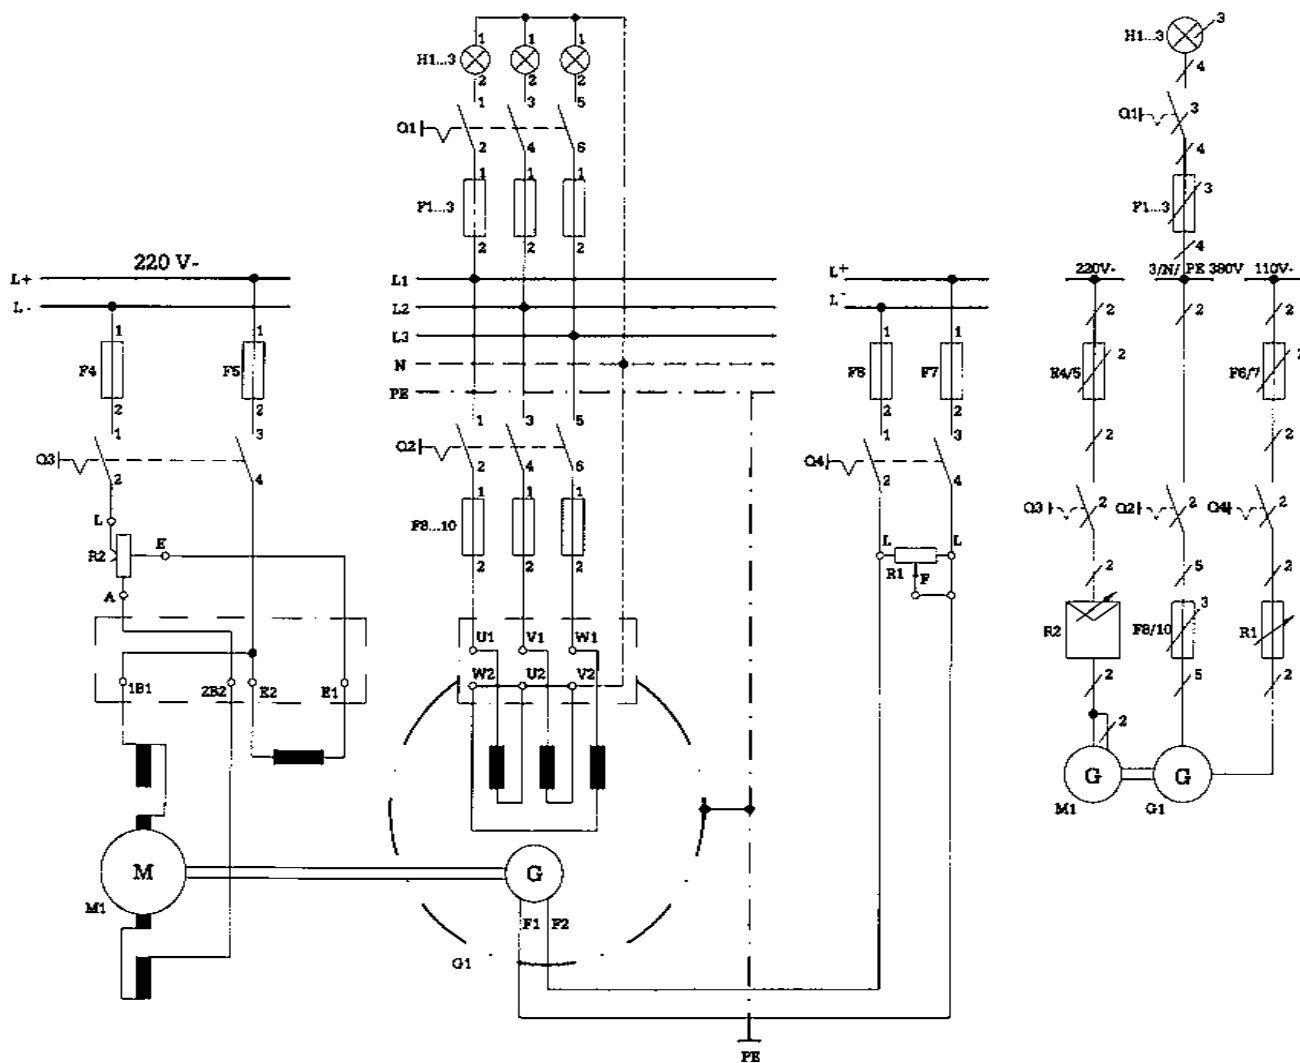 1 1 1
H1...3
2 2 2
1 3 5
Q1
2 4 6
1 1 1
F1...3
2 2 2
220 V-
L+
L-
L1
L2
L3
N
PE
1 1
F4 F5
2 2
1 3
Q3
2 4
L
R2 E
A
1B1 2B2 E2 E1
M
M1
1 3 5
Q2
2 4 6
1 1 1
F8...10
2 2 2
U1 V1 W1
W2 U2 V2
G
F1 F2
G1
L+
L-
1 1
F6 F7
2 2
1 3
Q4
2 4
L L
R1 F
PE
3
H1...3
4
Q1 3
4
3
F1...3
4
220V- 3/N/ PE 380V 110V-
2 2 2
2 2
F4/5 F6/7
2 2
Q3 2 Q2 2 Q4 2
2 5 2
3
R2 F8/10 R1
2 5 2
2
G G
M1 G1